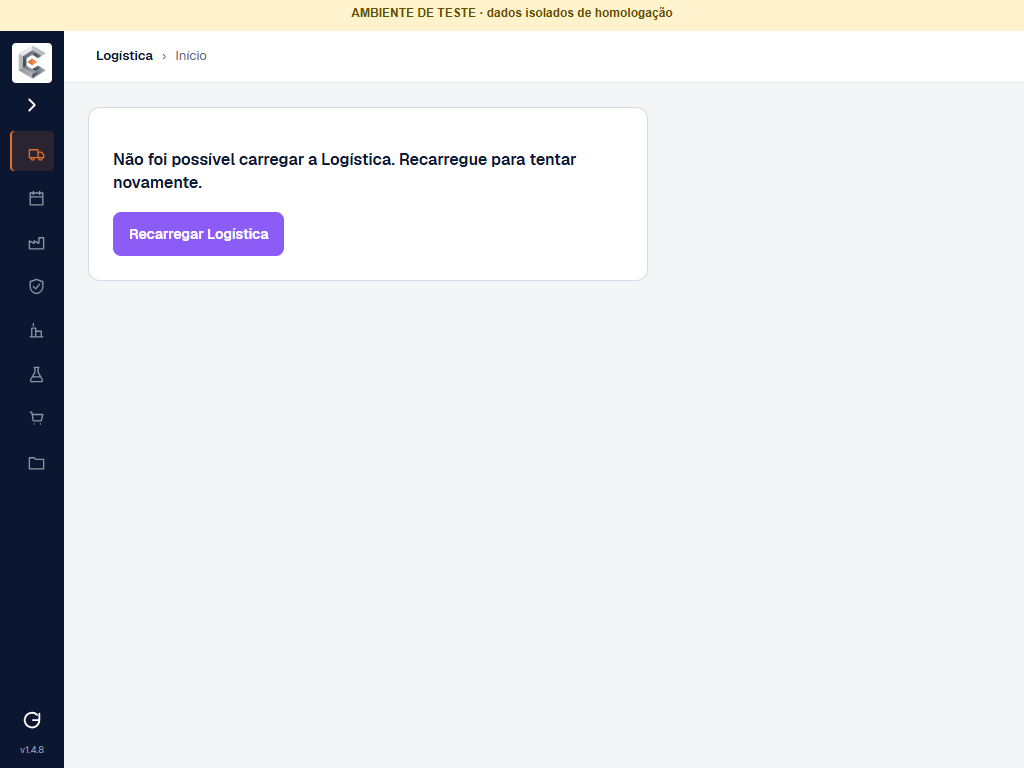 AMBIENTE DE TESTE · dados isolados de homologação
Logística › Início
Não foi possível carregar a Logística. Recarregue para tentar
novamente.
Recarregar Logística
v1.4.8